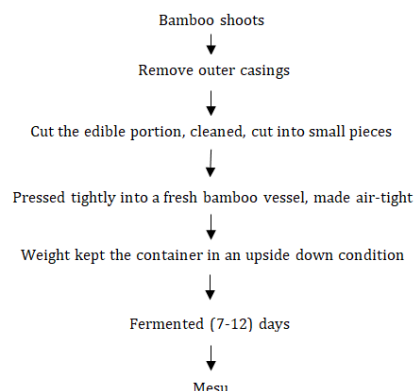 Bamboo shoots
Remove outer casings
Cut the edible portion, cleaned, cut into small pieces
Pressed tightly into a fresh bamboo vessel, made air-tight
Weight kept the container in an upside down condition
Fermented (7-12) days
Mesu